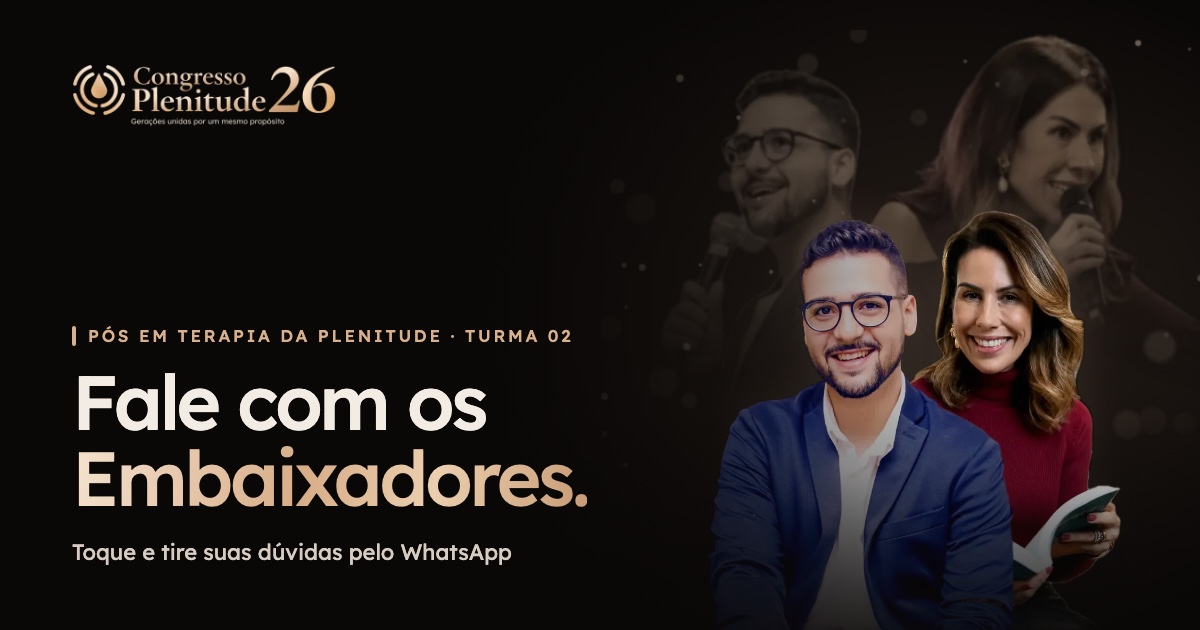 Congresso
Plenitude 26
Gerações unidas por um mesmo propósito
PÓS EM TERAPIA DA PLENITUDE · TURMA 02
Fale com os
Embaixadores.
Toque e tire suas dúvidas pelo WhatsApp